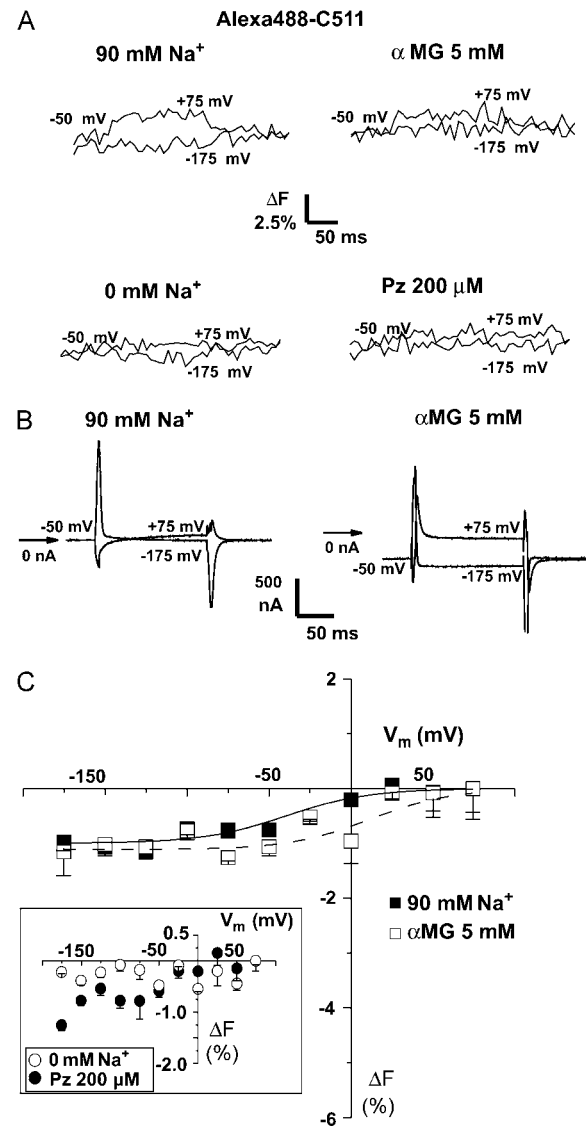 A
Alexa488-C511
90 mM Na⁺
α MG 5 mM
-50 mV
+75 mV
-175 mV
-50 mV
+75 mV
-175 mV
ΔF
2.5%
50 ms
0 mM Na⁺
Pz 200 μM
-50 mV
+75 mV
-175 mV
-50 mV
+75 mV
-175 mV
B
90 mM Na⁺
αMG 5 mM
-50 mV
+75 mV
-175 mV
0 nA
0 nA
+75 mV
-50 mV
-175 mV
500
nA
50 ms
C
2
Vm (mV)
-150
-50
50
-2
-4
-6
ΔF
(%)
90 mM Na⁺
αMG 5 mM
0.5
Vm (mV)
-150
-50
50
-1.0
-2.0
ΔF
(%)
0 mM Na⁺
Pz 200 μM